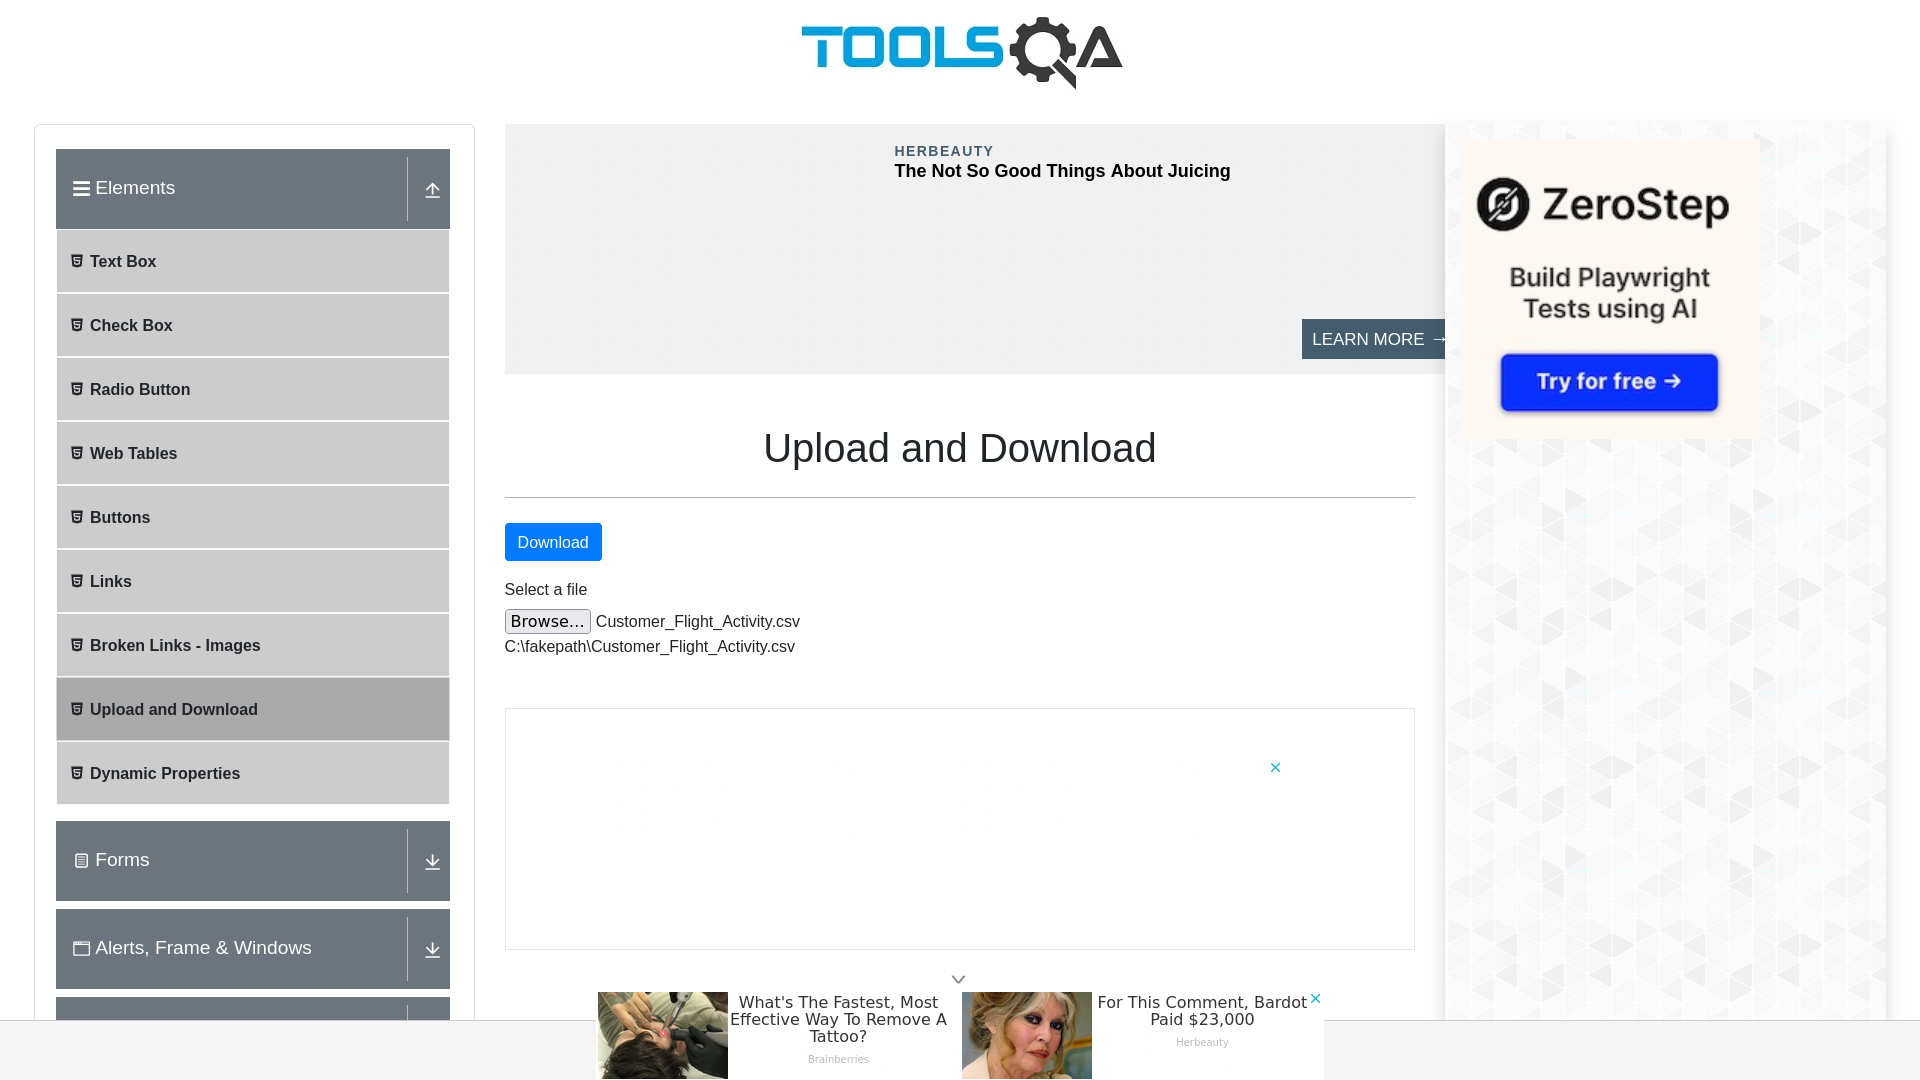 TOOLSQA
Elements
Text Box
Check Box
Radio Button
Web Tables
Buttons
Links
Broken Links - Images
Upload and Download
Dynamic Properties
Forms
Alerts, Frame & Windows
HERBEAUTY
The Not So Good Things About Juicing
LEARN MORE →
Upload and Download
Download
Select a file
Browse... Customer_Flight_Activity.csv
C:\fakepath\Customer_Flight_Activity.csv
ZeroStep
Build Playwright
Tests using AI
Try for free →
What's The Fastest, Most
Effective Way To Remove A
Tattoo?
Brainberries
For This Comment, Bardot
Paid $23,000
Herbeauty